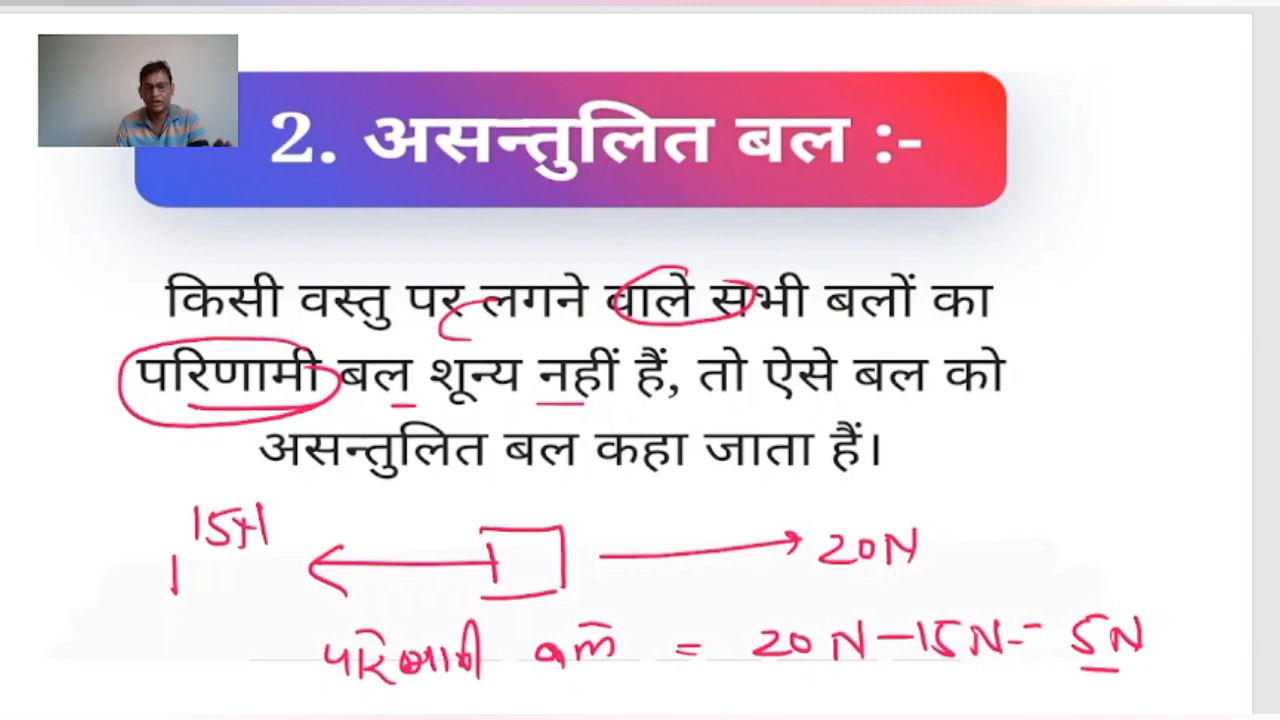 2. असन्तुलित बल :-
किसी वस्तु पर लगने वाले सभी बलों का
परिणामी बल शून्य नहीं हैं, तो ऐसे बल को
असन्तुलित बल कहा जाता हैं।
15N
20N
परिणामी बल = 20N - 15N = 5N